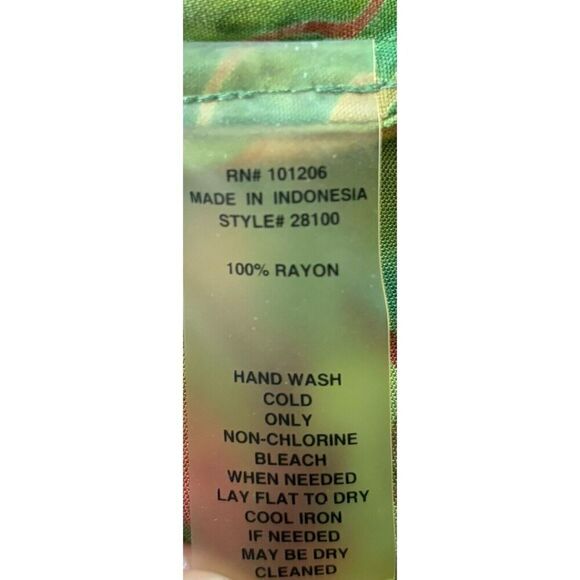 RN# 101206
MADE IN INDONESIA
STYLE# 28100
100% RAYON
HAND WASH
COLD
ONLY
NON-CHLORINE
BLEACH
WHEN NEEDED
LAY FLAT TO DRY
COOL IRON
IF NEEDED
MAY BE DRY
CLEANED